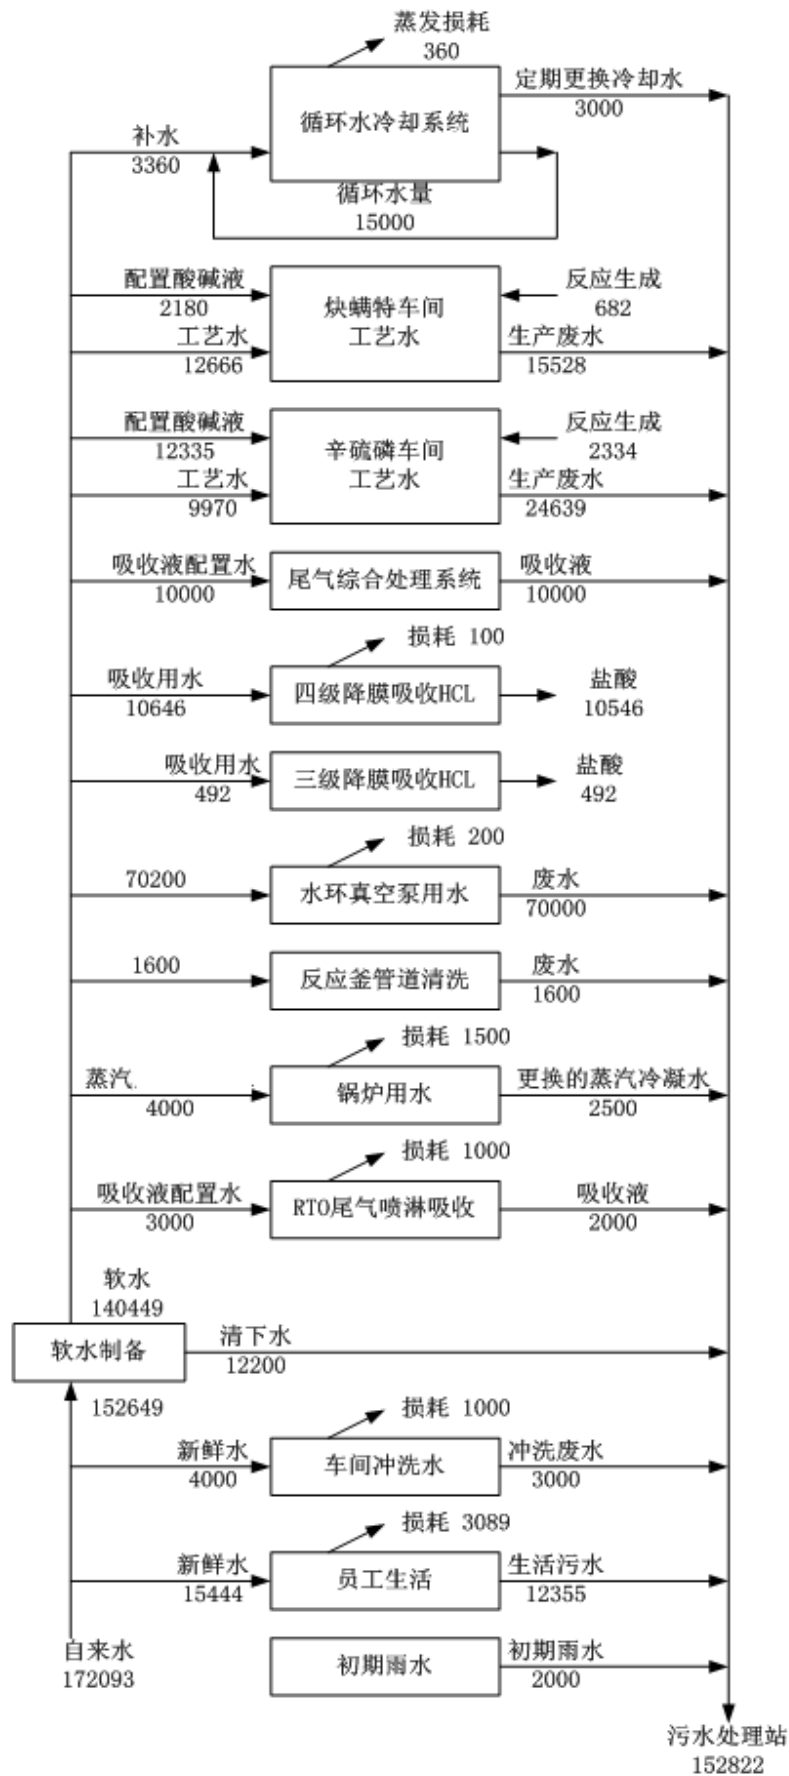 蒸发损耗
360
定期更换冷却水
3000
循环水冷却系统
补水
3360
循环水量
15000
配置酸碱液
2180
反应生成
682
炔螨特车间
工艺水
工艺水
12666
生产废水
15528
配置酸碱液
12335
反应生成
2334
辛硫磷车间
工艺水
工艺水
9970
生产废水
24639
吸收液配置水
10000
尾气综合处理系统
吸收液
10000
损耗 100
吸收用水
10646
四级降膜吸收HCL
盐酸
10546
吸收用水
492
三级降膜吸收HCL
盐酸
492
损耗 200
70200
水环真空泵用水
废水
70000
1600
反应釜管道清洗
废水
1600
损耗 1500
蒸汽
4000
锅炉用水
更换的蒸汽冷凝水
2500
损耗 1000
吸收液配置水
3000
RTO尾气喷淋吸收
吸收液
2000
软水
140449
软水制备
清下水
12200
152649
损耗 1000
新鲜水
4000
车间冲洗水
冲洗废水
3000
损耗 3089
新鲜水
15444
员工生活
生活污水
12355
自来水
172093
初期雨水
初期雨水
2000
污水处理站
152822